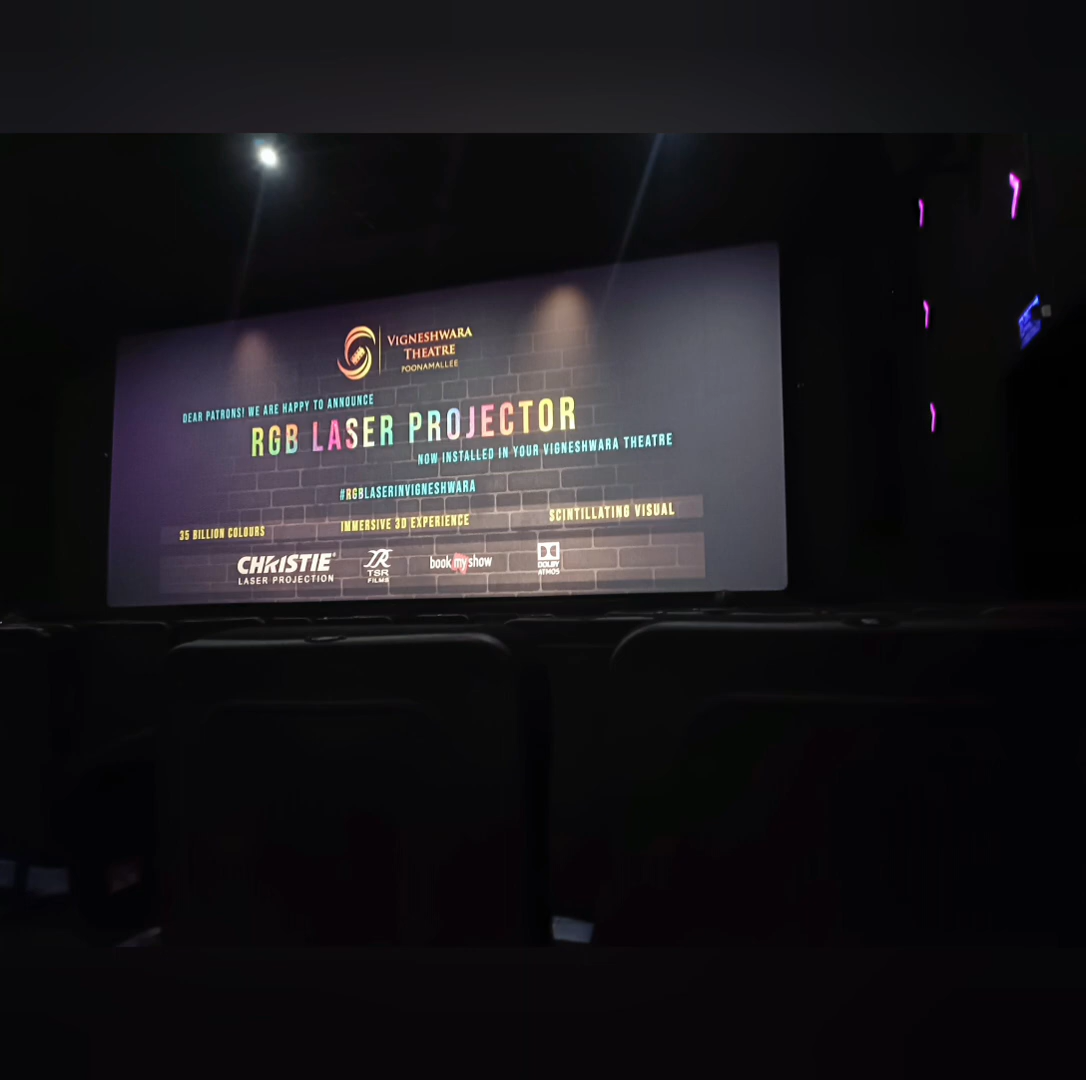 VIGNESHWARA
THEATRE
POONAMALLEE
DEAR PATRONS! WE ARE HAPPY TO ANNOUNCE
RGB LASER PROJECTOR
NOW INSTALLED IN YOUR VIGNESHWARA THEATRE
#RGBLASERINVIGNESHWARA
35 BILLION COLOURS IMMERSIVE 3D EXPERIENCE SCINTILLATING VISUAL
CHRISTIE®
LASER PROJECTION
TSR
FILMS
book my show
DOLBY
ATMOS